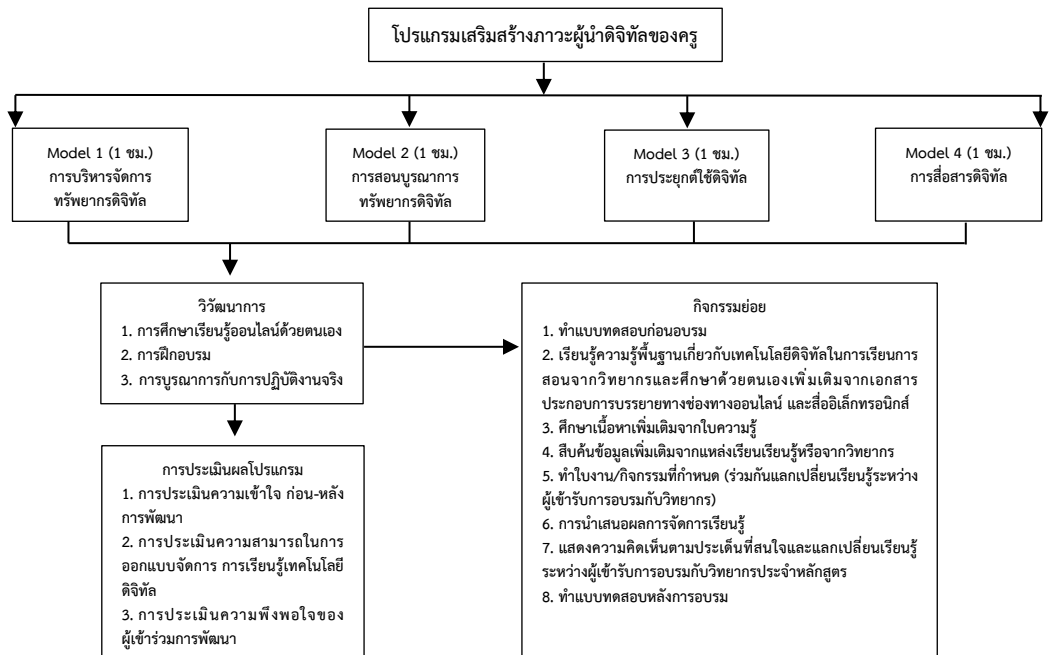 โปรแกรมเสริมสร้างภาวะผู้นำดิจิทัลของครู
Model 1 (1 ชม.)
การบริหารจัดการ
ทรัพยากรดิจิทัล
Model 2 (1 ชม.)
การสอนบูรณาการ
ทรัพยากรดิจิทัล
Model 3 (1 ชม.)
การประยุกต์ใช้ดิจิทัล
Model 4 (1 ชม.)
การสื่อสารดิจิทัล
วิวัฒนาการ
1. การศึกษาเรียนรู้ออนไลน์ด้วยตนเอง
2. การฝึกอบรม
3. การบูรณาการกับการปฏิบัติงานจริง
กิจกรรมย่อย
1. ทำแบบทดสอบก่อนอบรม
2. เรียนรู้ความรู้พื้นฐานเกี่ยวกับเทคโนโลยีดิจิทัลในการเรียนการ
สอนจากวิทยากรและศึกษาด้วยตนเองเพิ่มเติมจากเอกสาร
ประกอบการบรรยายทางช่องทางออนไลน์ และสื่ออิเล็กทรอนิกส์
3. ศึกษาเนื้อหาเพิ่มเติมจากใบความรู้
4. สืบค้นข้อมูลเพิ่มเติมจากแหล่งเรียนเรียนรู้หรือจากวิทยากร
5. ทำใบงาน/กิจกรรมที่กำหนด (ร่วมกันแลกเปลี่ยนเรียนรู้ระหว่าง
ผู้เข้ารับการอบรมกับวิทยากร)
6. การนำเสนอผลการจัดการเรียนรู้
7. แสดงความคิดเห็นตามประเด็นที่สนใจและแลกเปลี่ยนเรียนรู้
ระหว่างผู้เข้ารับการอบรมกับวิทยากรประจำหลักสูตร
8. ทำแบบทดสอบหลังการอบรม
การประเมินผลโปรแกรม
1. การประเมินความเข้าใจ ก่อน-หลัง
การพัฒนา
2. การประเมินความสามารถในการ
ออกแบบจัดการ การเรียนรู้เทคโนโลยี
ดิจิทัล
3. การประเมินความพึงพอใจของ
ผู้เข้าร่วมการพัฒนา